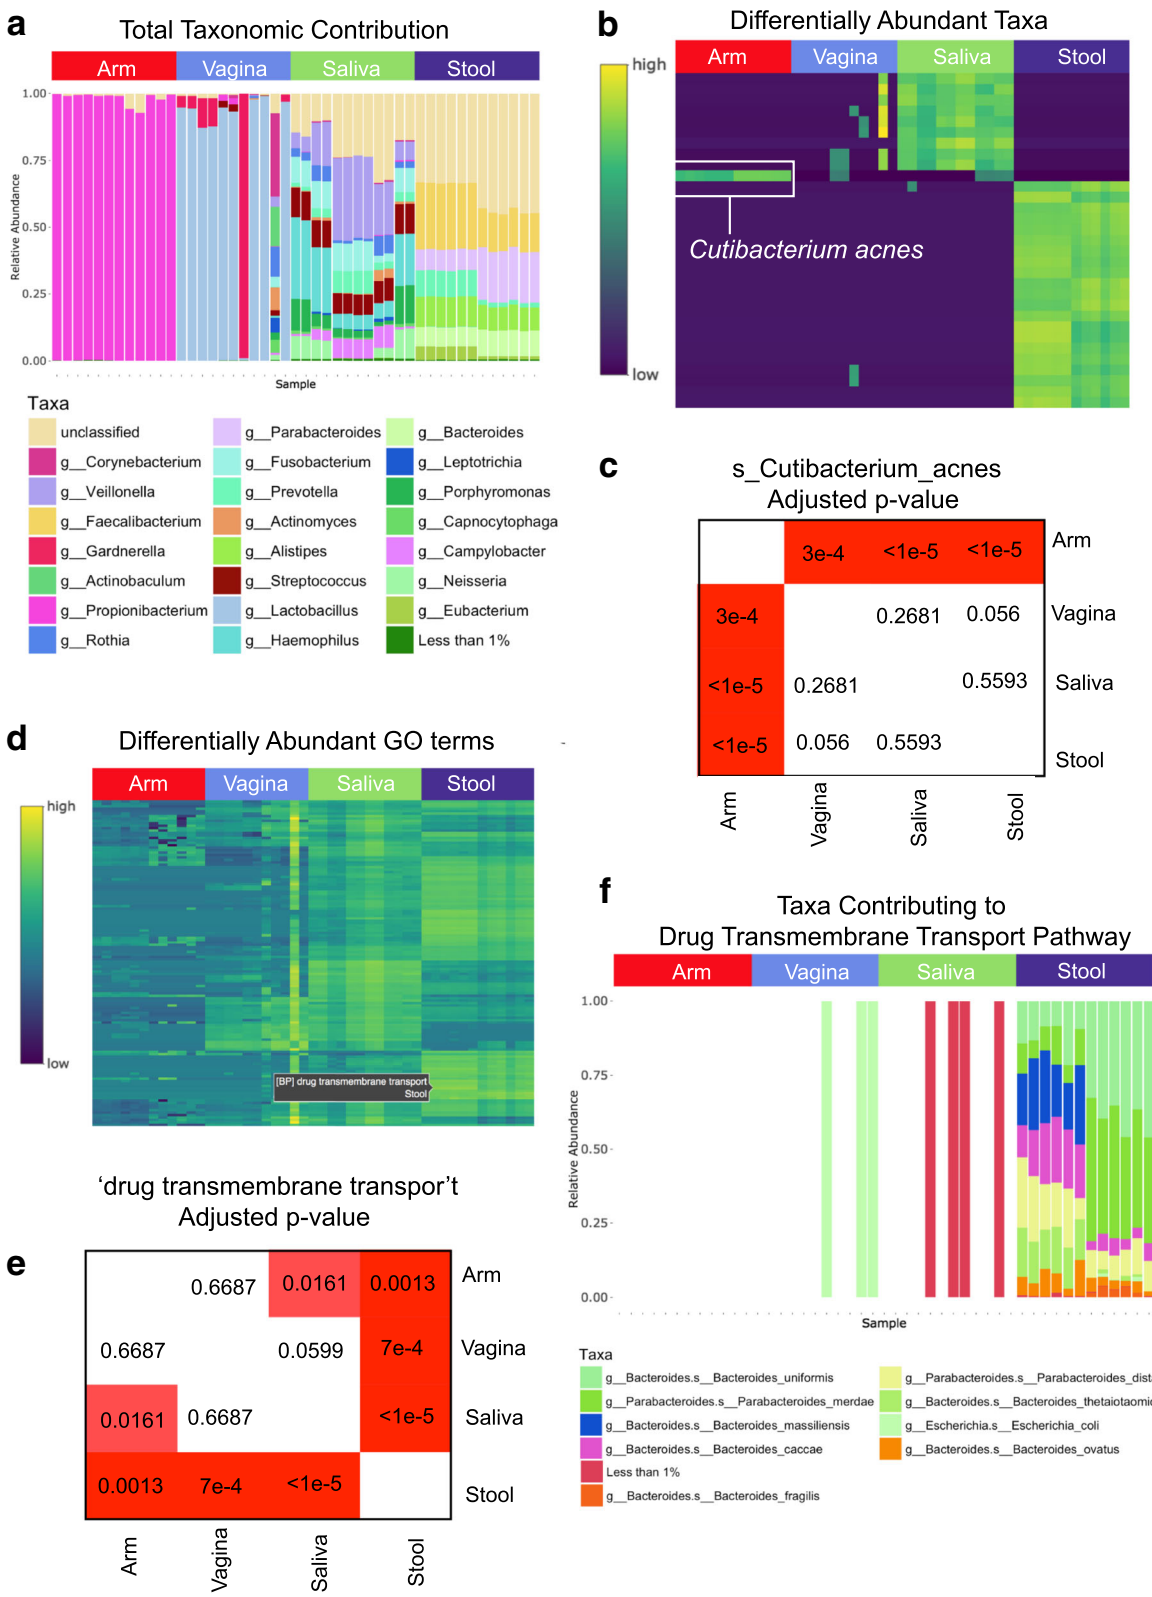 a
Total Taxonomic Contribution
Arm Vagina Saliva Stool
1.00
0.75
0.50
0.25
0.00
Relative Abundance
Sample
Taxa
unclassified
g__Corynebacterium
g__Veillonella
g__Faecalibacterium
g__Gardnerella
g__Actinobaculum
g__Propionibacterium
g__Rothia
g__Parabacteroides
g__Fusobacterium
g__Prevotella
g__Actinomyces
g__Alistipes
g__Streptococcus
g__Lactobacillus
g__Haemophilus
g__Bacteroides
g__Leptotrichia
g__Porphyromonas
g__Capnocytophaga
g__Campylobacter
g__Neisseria
g__Eubacterium
Less than 1%
b
Differentially Abundant Taxa
Arm Vagina Saliva Stool
high
low
Cutibacterium acnes
c
s_Cutibacterium_acnes
Adjusted p-value
3e-4 <1e-5 <1e-5 Arm
3e-4 0.2681 0.056 Vagina
<1e-5 0.2681 0.5593 Saliva
<1e-5 0.056 0.5593 Stool
Arm Vagina Saliva Stool
d
Differentially Abundant GO terms
Arm Vagina Saliva Stool
high
low
[BP] drug transmembrane transport
Stool
e
‘drug transmembrane transpor’t
Adjusted p-value
0.6687 0.0161 0.0013 Arm
0.6687 0.0599 7e-4 Vagina
0.0161 0.6687 <1e-5 Saliva
0.0013 7e-4 <1e-5 Stool
Arm Vagina Saliva Stool
f
Taxa Contributing to
Drug Transmembrane Transport Pathway
Arm Vagina Saliva Stool
1.00
0.75
0.50
0.25
0.00
Relative Abundance
Sample
Taxa
g__Bacteroides.s__Bacteroides_uniformis
g__Parabacteroides.s__Parabacteroides_merdae
g__Bacteroides.s__Bacteroides_massiliensis
g__Bacteroides.s__Bacteroides_caccae
Less than 1%
g__Bacteroides.s__Bacteroides_fragilis
g__Parabacteroides.s__Parabacteroides_dist
g__Bacteroides.s__Bacteroides_thetaiotaomic
g__Escherichia.s__Escherichia_coli
g__Bacteroides.s__Bacteroides_ovatus